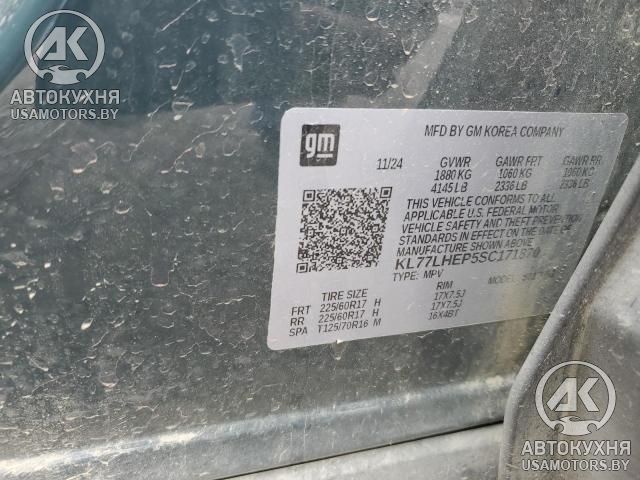 АК
АВТОКУХНЯ
USAMOTORS.BY
gm
MFD BY GM KOREA COMPANY
11/24 GVWR GAWR FRT GAWR RR
1880 KG 1060 KG 1060 KG
4145 LB 2336 LB 2336 LB
THIS VEHICLE CONFORMS TO ALL
APPLICABLE U.S. FEDERAL MOTOR
VEHICLE SAFETY AND THEFT PREVENTION
STANDARDS IN EFFECT ON THE DATE OF
MANUFACTURE SHOWN ABOVE.
TYPE: MPV
TIRE SIZE RIM
FRT 225/60R17 H 17X7.5J
RR 225/60R17 H 17X7.5J
SPA T125/70R16 M 16X4BT
АК
АВТОКУХНЯ
USAMOTORS.BY